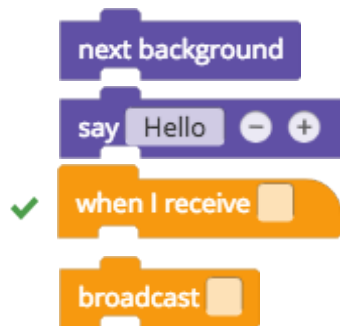 next background
say Hello - +
when I receive
broadcast